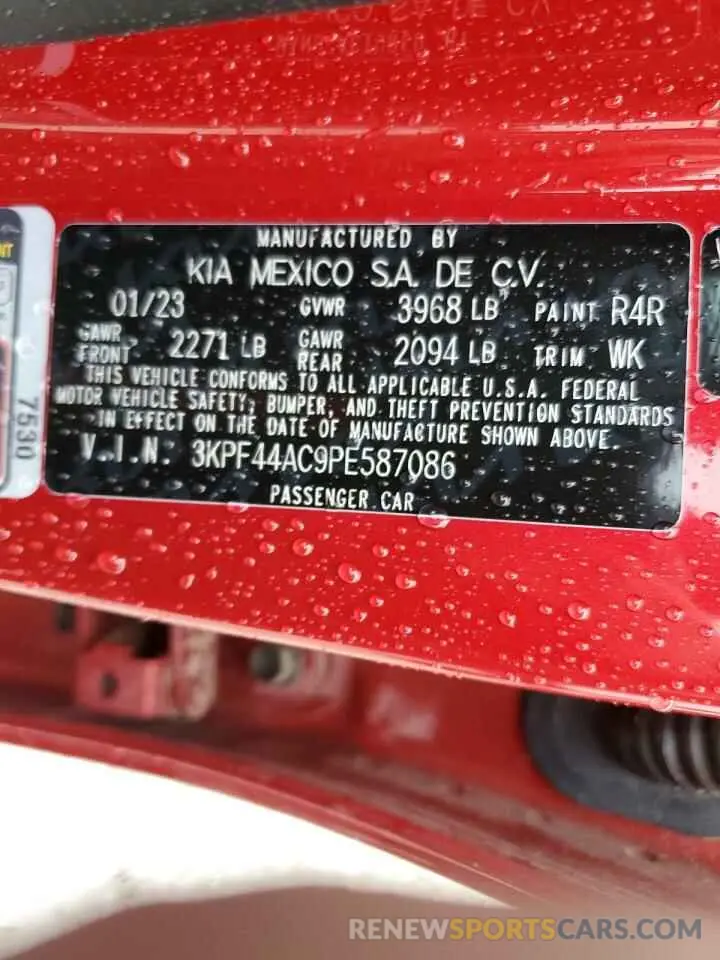 MANUFACTURED BY
KIA MEXICO S.A. DE C.V.
01/23 GVWR 3968 LB PAINT R4R
GAWR FRONT 2271 LB GAWR REAR 2094 LB TRIM WK
THIS VEHICLE CONFORMS TO ALL APPLICABLE U.S.A. FEDERAL
MOTOR VEHICLE SAFETY, BUMPER, AND THEFT PREVENTION STANDARDS
IN EFFECT ON THE DATE OF MANUFACTURE SHOWN ABOVE.
V.I.N: 3KPF44AC9PE587086
PASSENGER CAR
7530
RENEWSPORTSCARS.COM